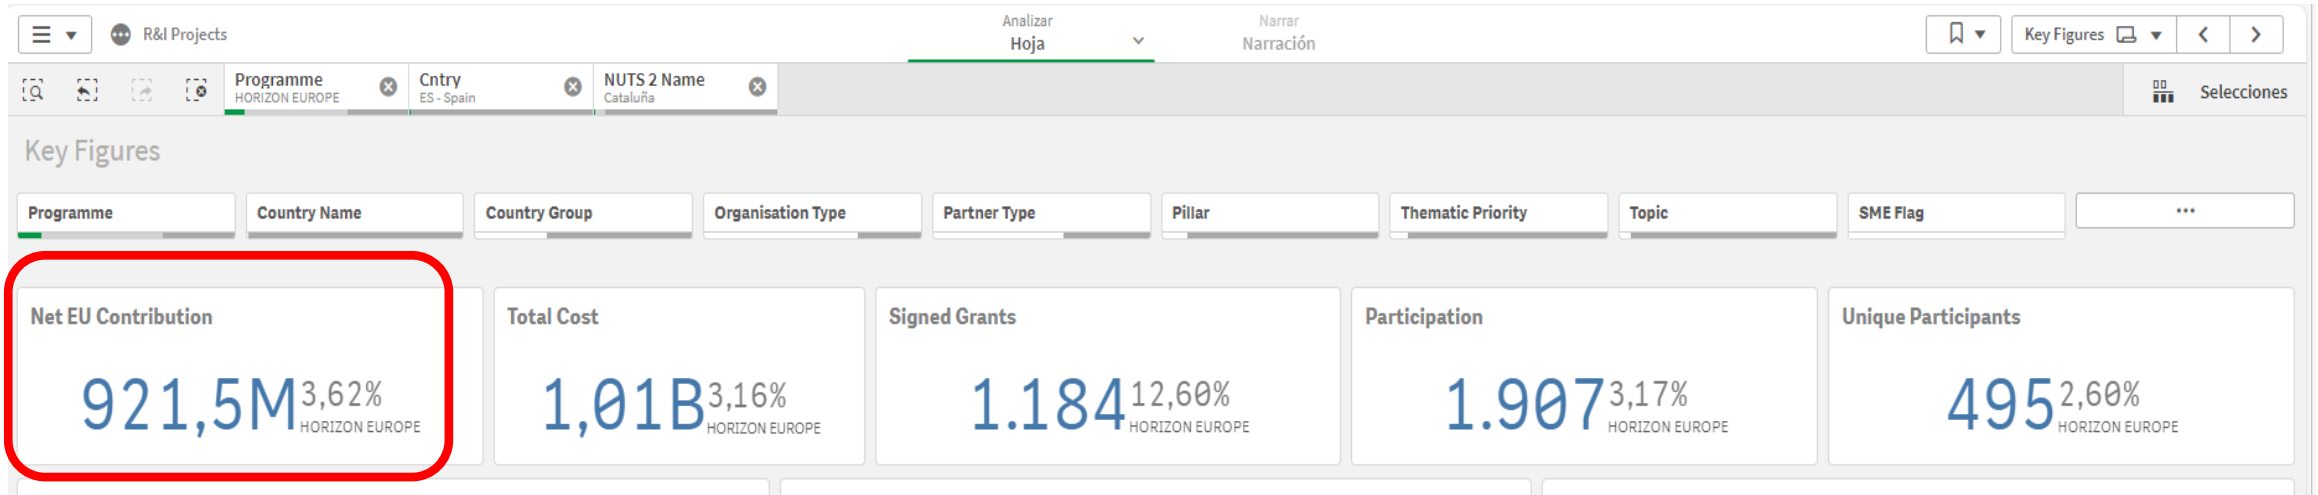 R&I Projects
Analizar
Hoja
Narrar
Narración
Key Figures
Programme
HORIZON EUROPE
Cntry
ES - Spain
NUTS 2 Name
Cataluña
Selecciones
Key Figures
Programme
Country Name
Country Group
Organisation Type
Partner Type
Pillar
Thematic Priority
Topic
SME Flag
...
Net EU Contribution
921,5M
3,62%
HORIZON EUROPE
Total Cost
1,01B
3,16%
HORIZON EUROPE
Signed Grants
1.184
12,60%
HORIZON EUROPE
Participation
1.907
3,17%
HORIZON EUROPE
Unique Participants
495
2,60%
HORIZON EUROPE